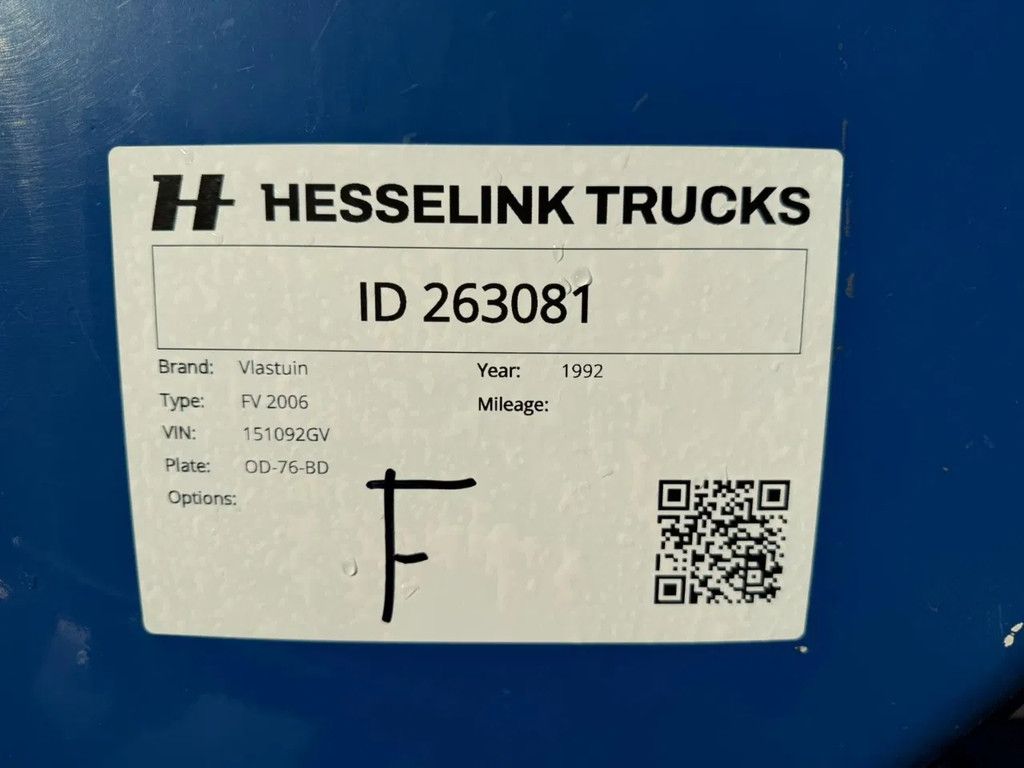 H HESSELINK TRUCKS
ID 263081
Brand: Vlastuin
Year: 1992
Type: FV 2006
Mileage:
VIN: 151092GV
Plate: OD-76-BD
Options:
F